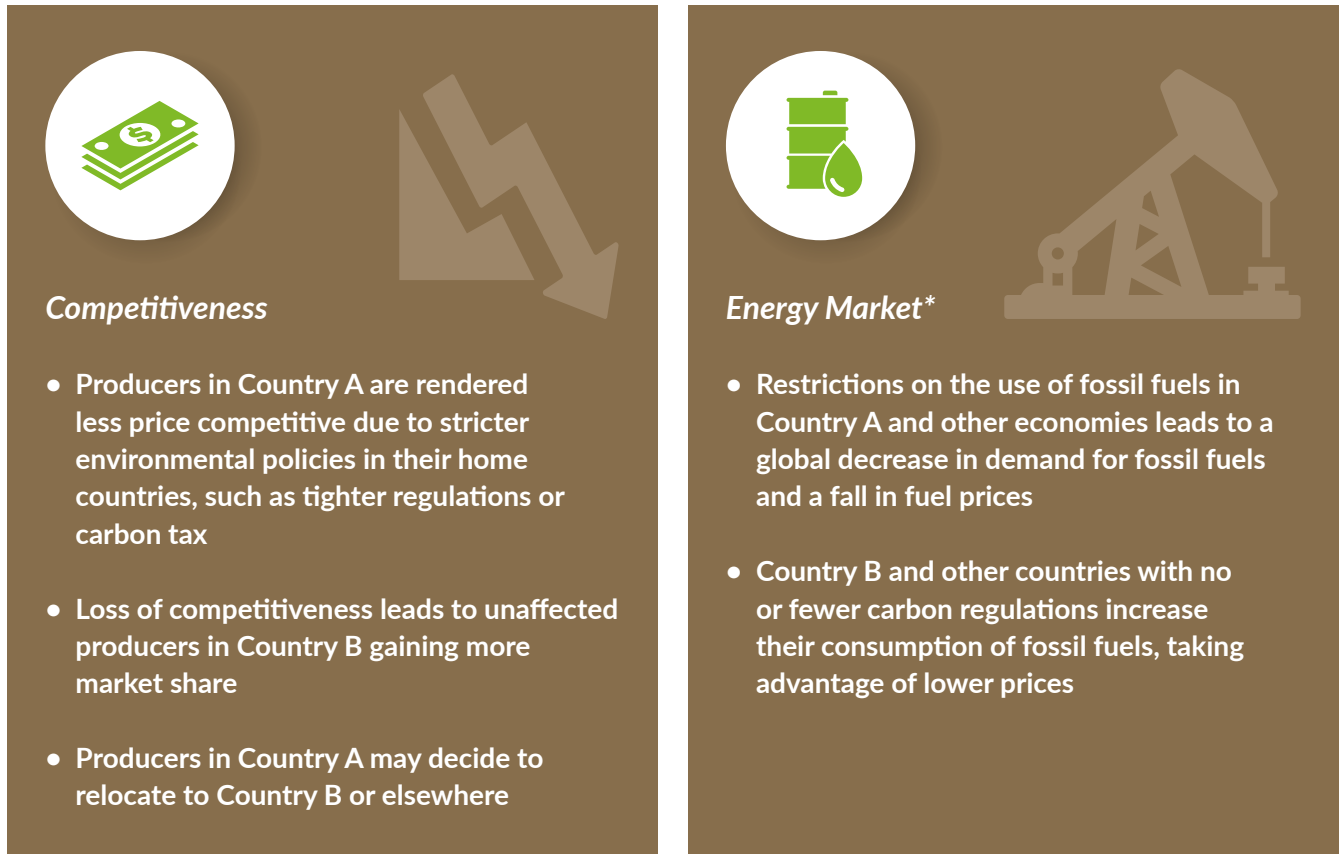 Competitiveness
● Producers in Country A are rendered
less price competitive due to stricter
environmental policies in their home
countries, such as tighter regulations or
carbon tax
● Loss of competitiveness leads to unaffected
producers in Country B gaining more
market share
● Producers in Country A may decide to
relocate to Country B or elsewhere
Energy Market*
● Restrictions on the use of fossil fuels in
Country A and other economies leads to a
global decrease in demand for fossil fuels
and a fall in fuel prices
● Country B and other countries with no
or fewer carbon regulations increase
their consumption of fossil fuels, taking
advantage of lower prices